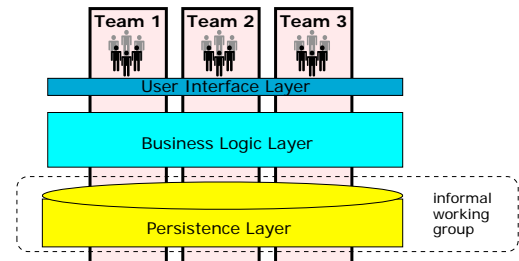 Team 1
Team 2
Team 3
User Interface Layer
Business Logic Layer
Persistence Layer
informal
working
group